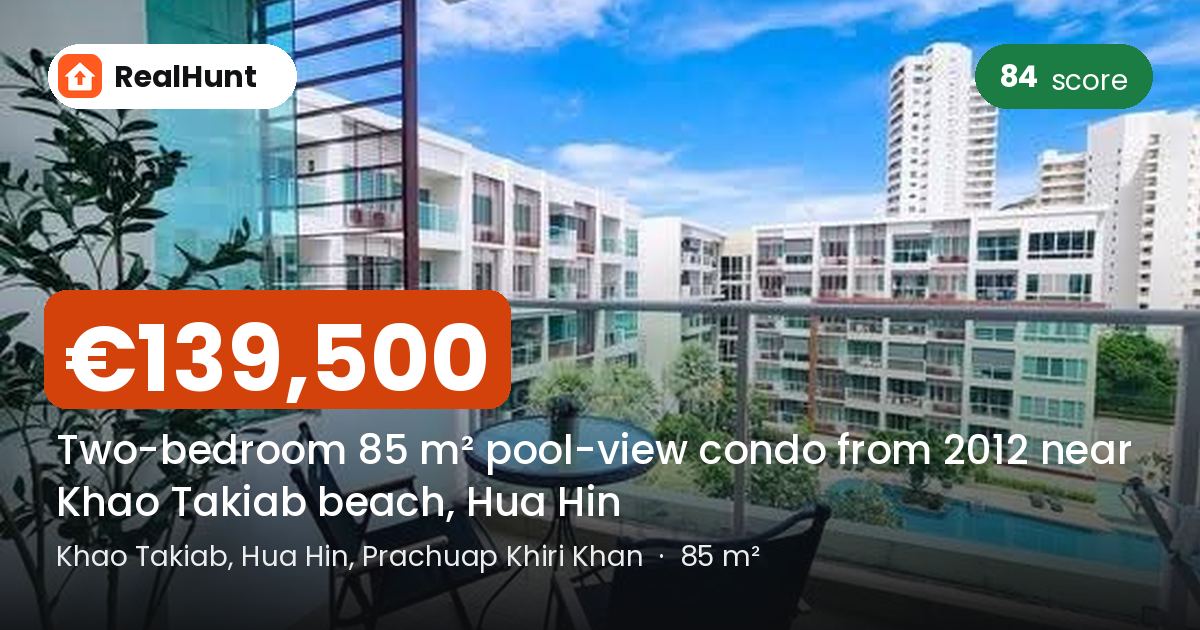 RealHunt
84 score
€139,500
Two-bedroom 85 m² pool-view condo from 2012 near
Khao Takiab beach, Hua Hin
Khao Takiab, Hua Hin, Prachuap Khiri Khan · 85 m²